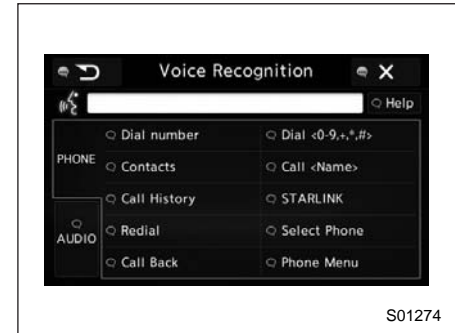 Voice Recognition
Help
PHONE
Dial number
Dial <0-9,+,*,#>
Contacts
Call <Name>
Call History
STARLINK
AUDIO
Redial
Select Phone
Call Back
Phone Menu
S01274